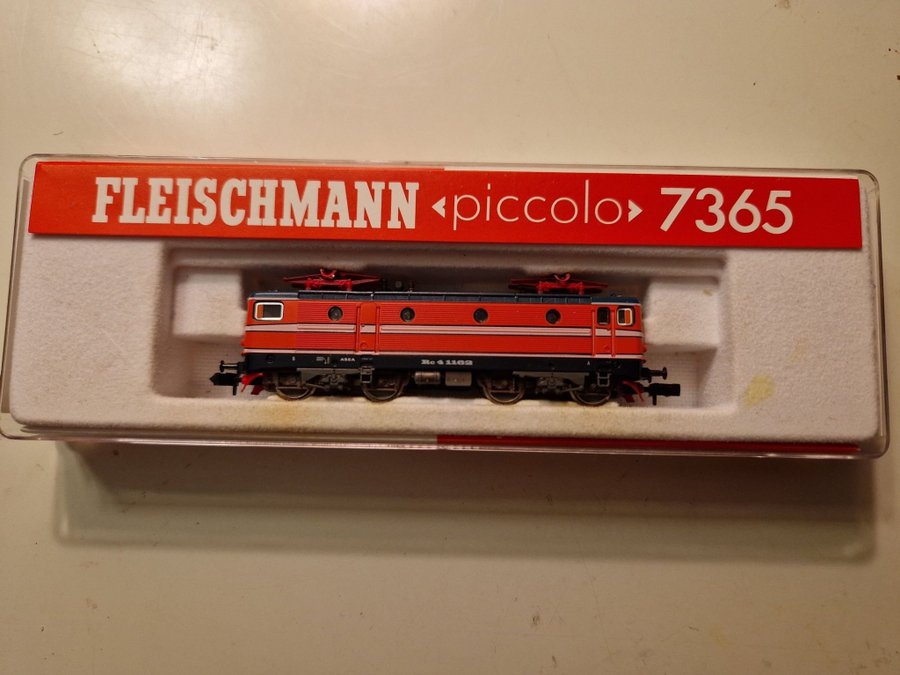 FLEISCHMANN ‹piccolo› 7365
ASEA Rc 4 1162